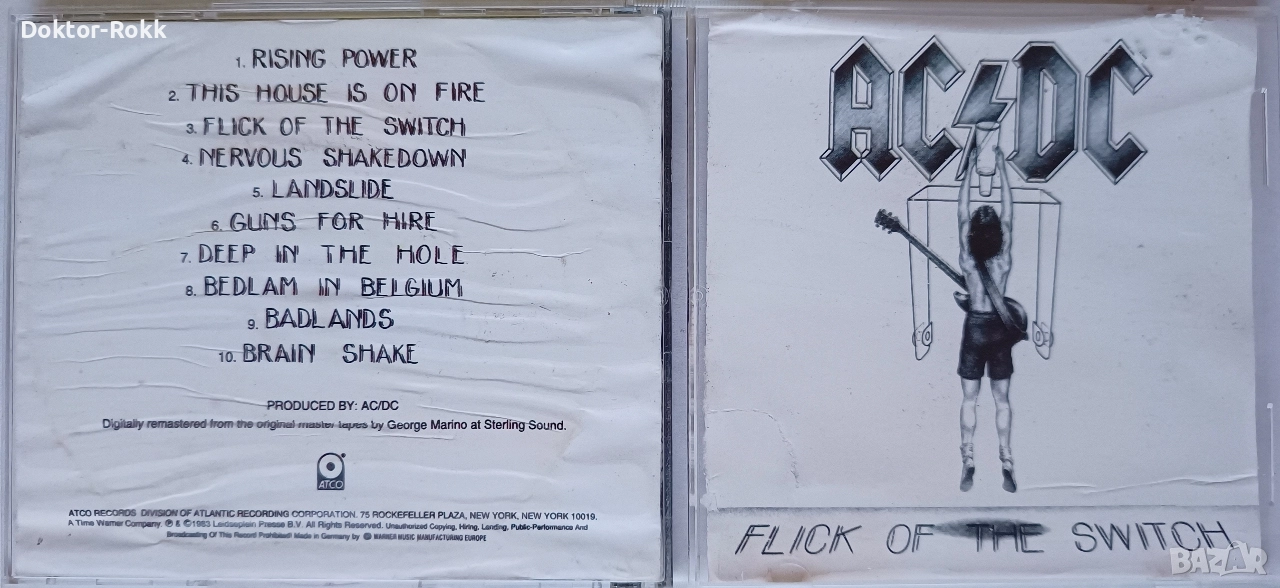 Doktor-Rokk
1. RISING POWER
2. THIS HOUSE IS ON FIRE
3. FLICK OF THE SWITCH
4. NERVOUS SHAKEDOWN
5. LANDSLIDE
6. GUNS FOR HIRE
7. DEEP IN THE HOLE
8. BEDLAM IN BELGIUM
9. BADLANDS
10. BRAIN SHAKE
PRODUCED BY: AC/DC
Digitally remastered from the original master tapes by George Marino at Sterling Sound.
ATCO
ATCO RECORDS DIVISION OF ATLANTIC RECORDING CORPORATION. 75 ROCKEFELLER PLAZA, NEW YORK, NEW YORK 10019.
A Time Warner Company. ℗ & ©1983 Leidseplein Presse B.V. All Rights Reserved. Unauthorized Copying, Hiring, Lending, Public-Performance And
Broadcasting Of This Record Prohibited! Made in Germany by WARNER MUSIC MANUFACTURING EUROPE
AC/DC
FLICK OF THE SWITCH
BAZAR